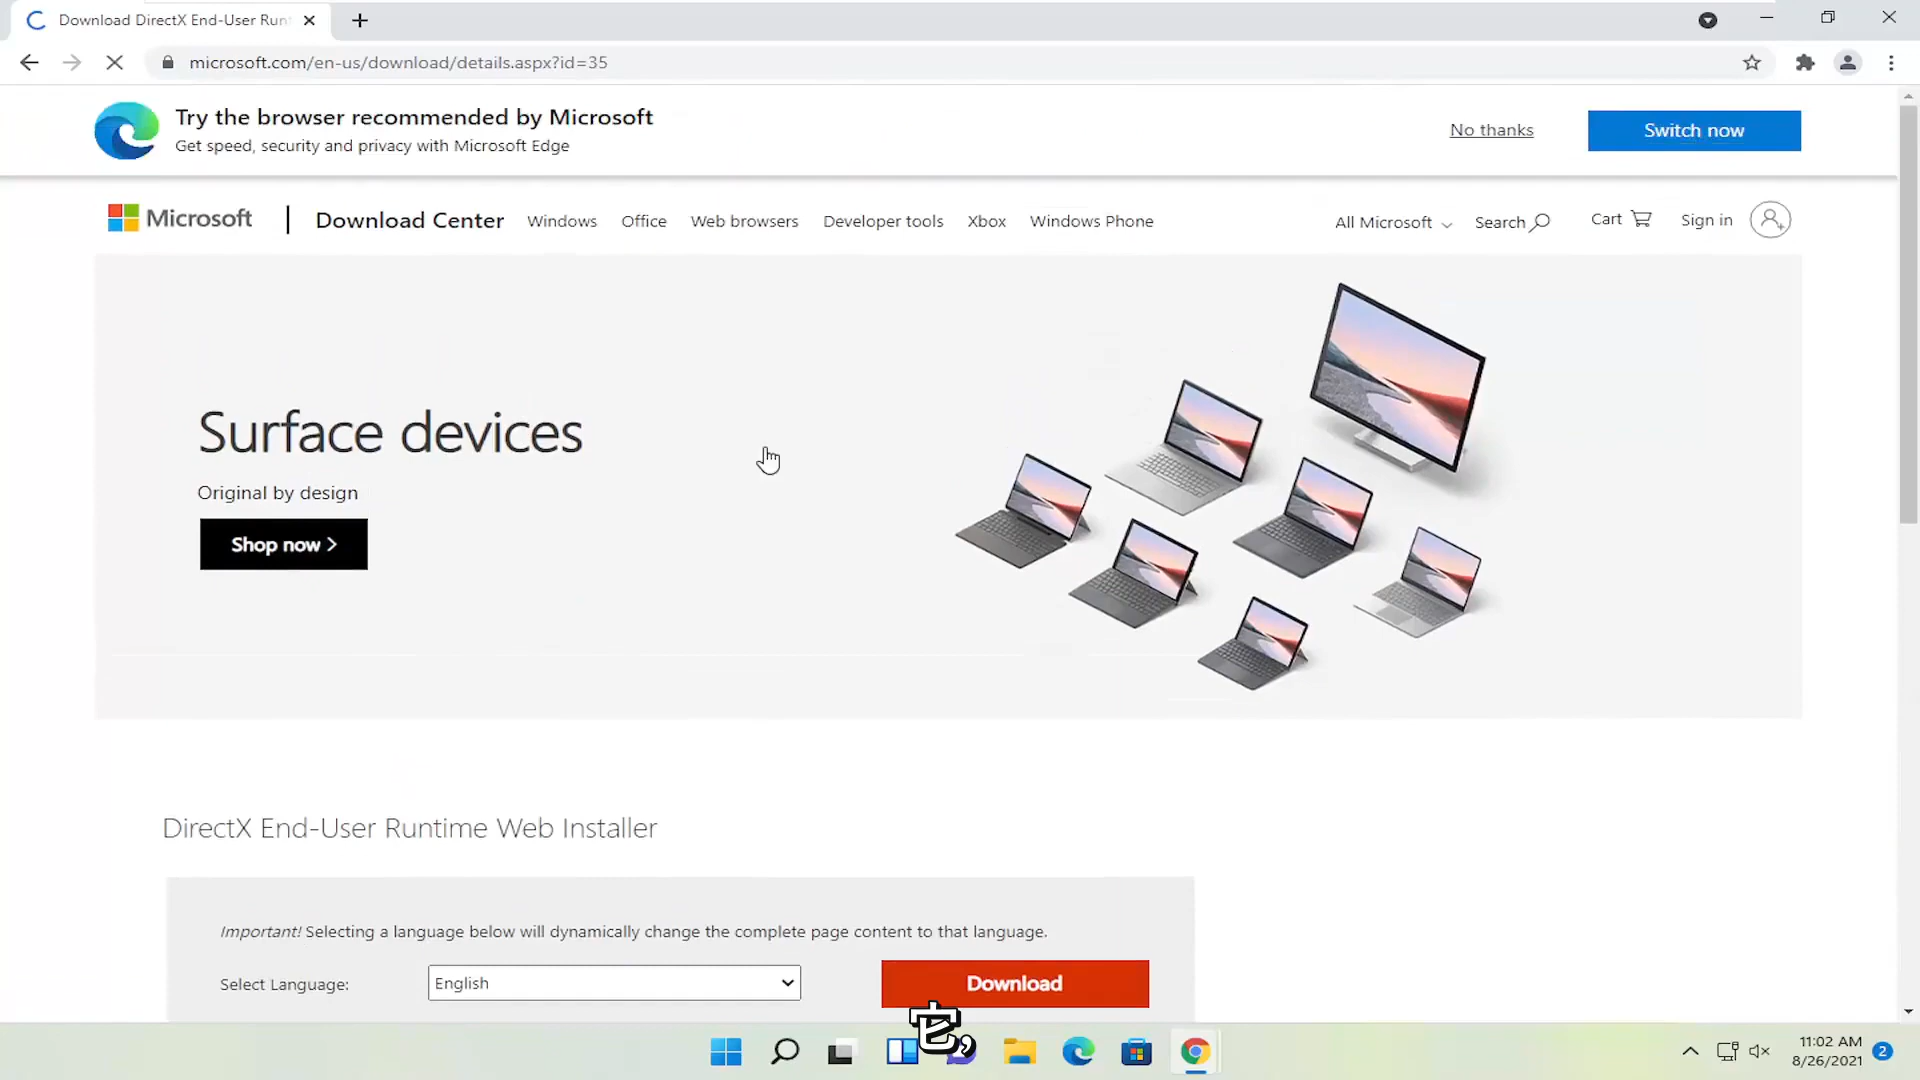 Download DirectX End-User Runt
microsoft.com/en-us/download/details.aspx?id=35
Try the browser recommended by Microsoft
Get speed, security and privacy with Microsoft Edge
No thanks
Switch now
Microsoft
Download Center
Windows
Office
Web browsers
Developer tools
Xbox
Windows Phone
All Microsoft
Search
Cart
Sign in
Surface devices
Original by design
Shop now >
DirectX End-User Runtime Web Installer
Important! Selecting a language below will dynamically change the complete page content to that language.
Select Language:
English
Download
它,
11:02 AM
8/26/2021
2